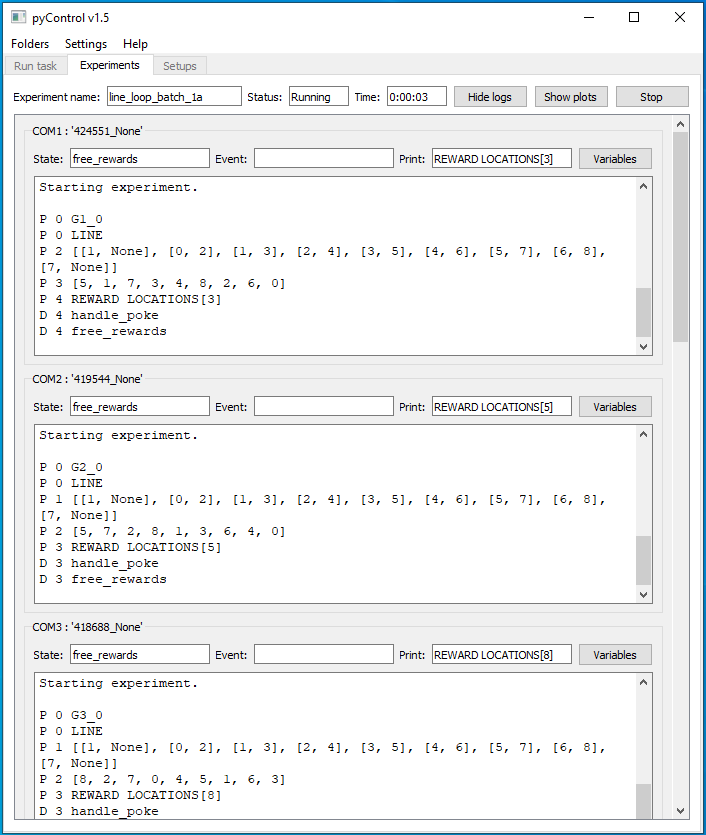 pyControl v1.5
Folders Settings Help
Run task Experiments Setups
Experiment name: line_loop_batch_1a Status: Running Time: 0:00:03 Hide logs Show plots Stop
COM1 : '424551_None'
State: free_rewards Event: Print: REWARD LOCATIONS[3] Variables
Starting experiment.
P 0 G1_0
P 0 LINE
P 2 [[1, None], [0, 2], [1, 3], [2, 4], [3, 5], [4, 6], [5, 7], [6, 8],
[7, None]]
P 3 [5, 1, 7, 3, 4, 8, 2, 6, 0]
P 4 REWARD LOCATIONS[3]
D 4 handle_poke
D 4 free_rewards
COM2 : '419544_None'
State: free_rewards Event: Print: REWARD LOCATIONS[5] Variables
Starting experiment.
P 0 G2_0
P 0 LINE
P 1 [[1, None], [0, 2], [1, 3], [2, 4], [3, 5], [4, 6], [5, 7], [6, 8],
[7, None]]
P 2 [5, 7, 2, 8, 1, 3, 6, 4, 0]
P 3 REWARD LOCATIONS[5]
D 3 handle_poke
D 3 free_rewards
COM3 : '418688_None'
State: free_rewards Event: Print: REWARD LOCATIONS[8] Variables
Starting experiment.
P 0 G3_0
P 0 LINE
P 1 [[1, None], [0, 2], [1, 3], [2, 4], [3, 5], [4, 6], [5, 7], [6, 8],
[7, None]]
P 2 [8, 2, 7, 0, 4, 5, 1, 6, 3]
P 3 REWARD LOCATIONS[8]
D 3 handle_poke